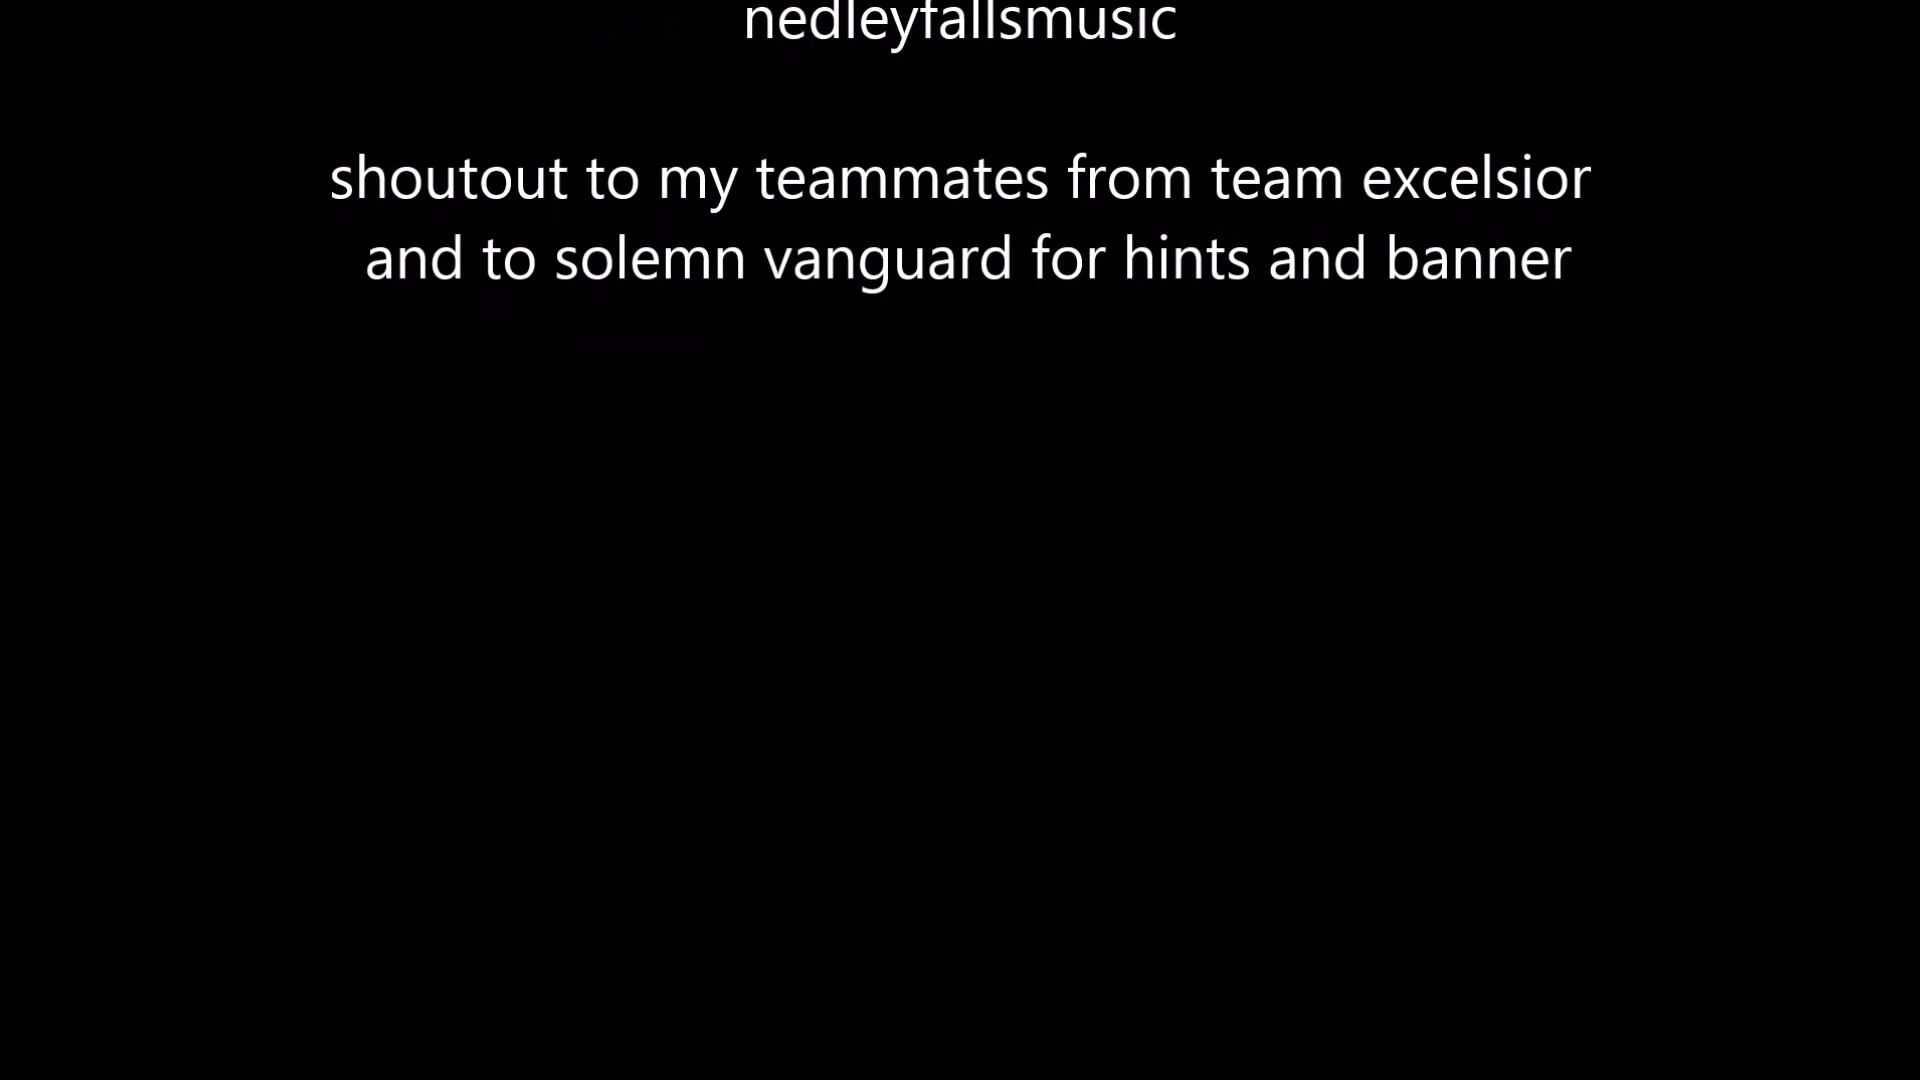 nedleyfallsmusic
shoutout to my teammates from team excelsior
and to solemn vanguard for hints and banner